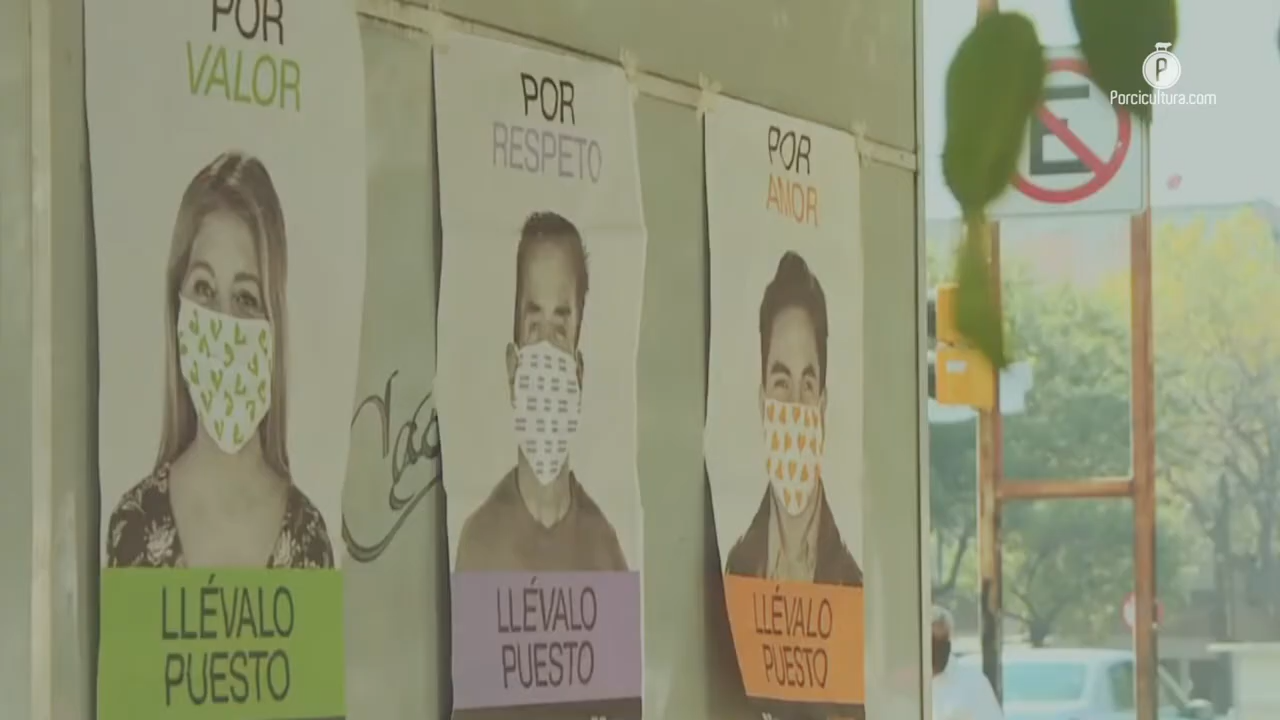 POR
VALOR
LLÉVALO
PUESTO
POR
RESPETO
LLÉVALO
PUESTO
POR
AMOR
LLÉVALO
PUESTO
E
P
Porcicultura.com